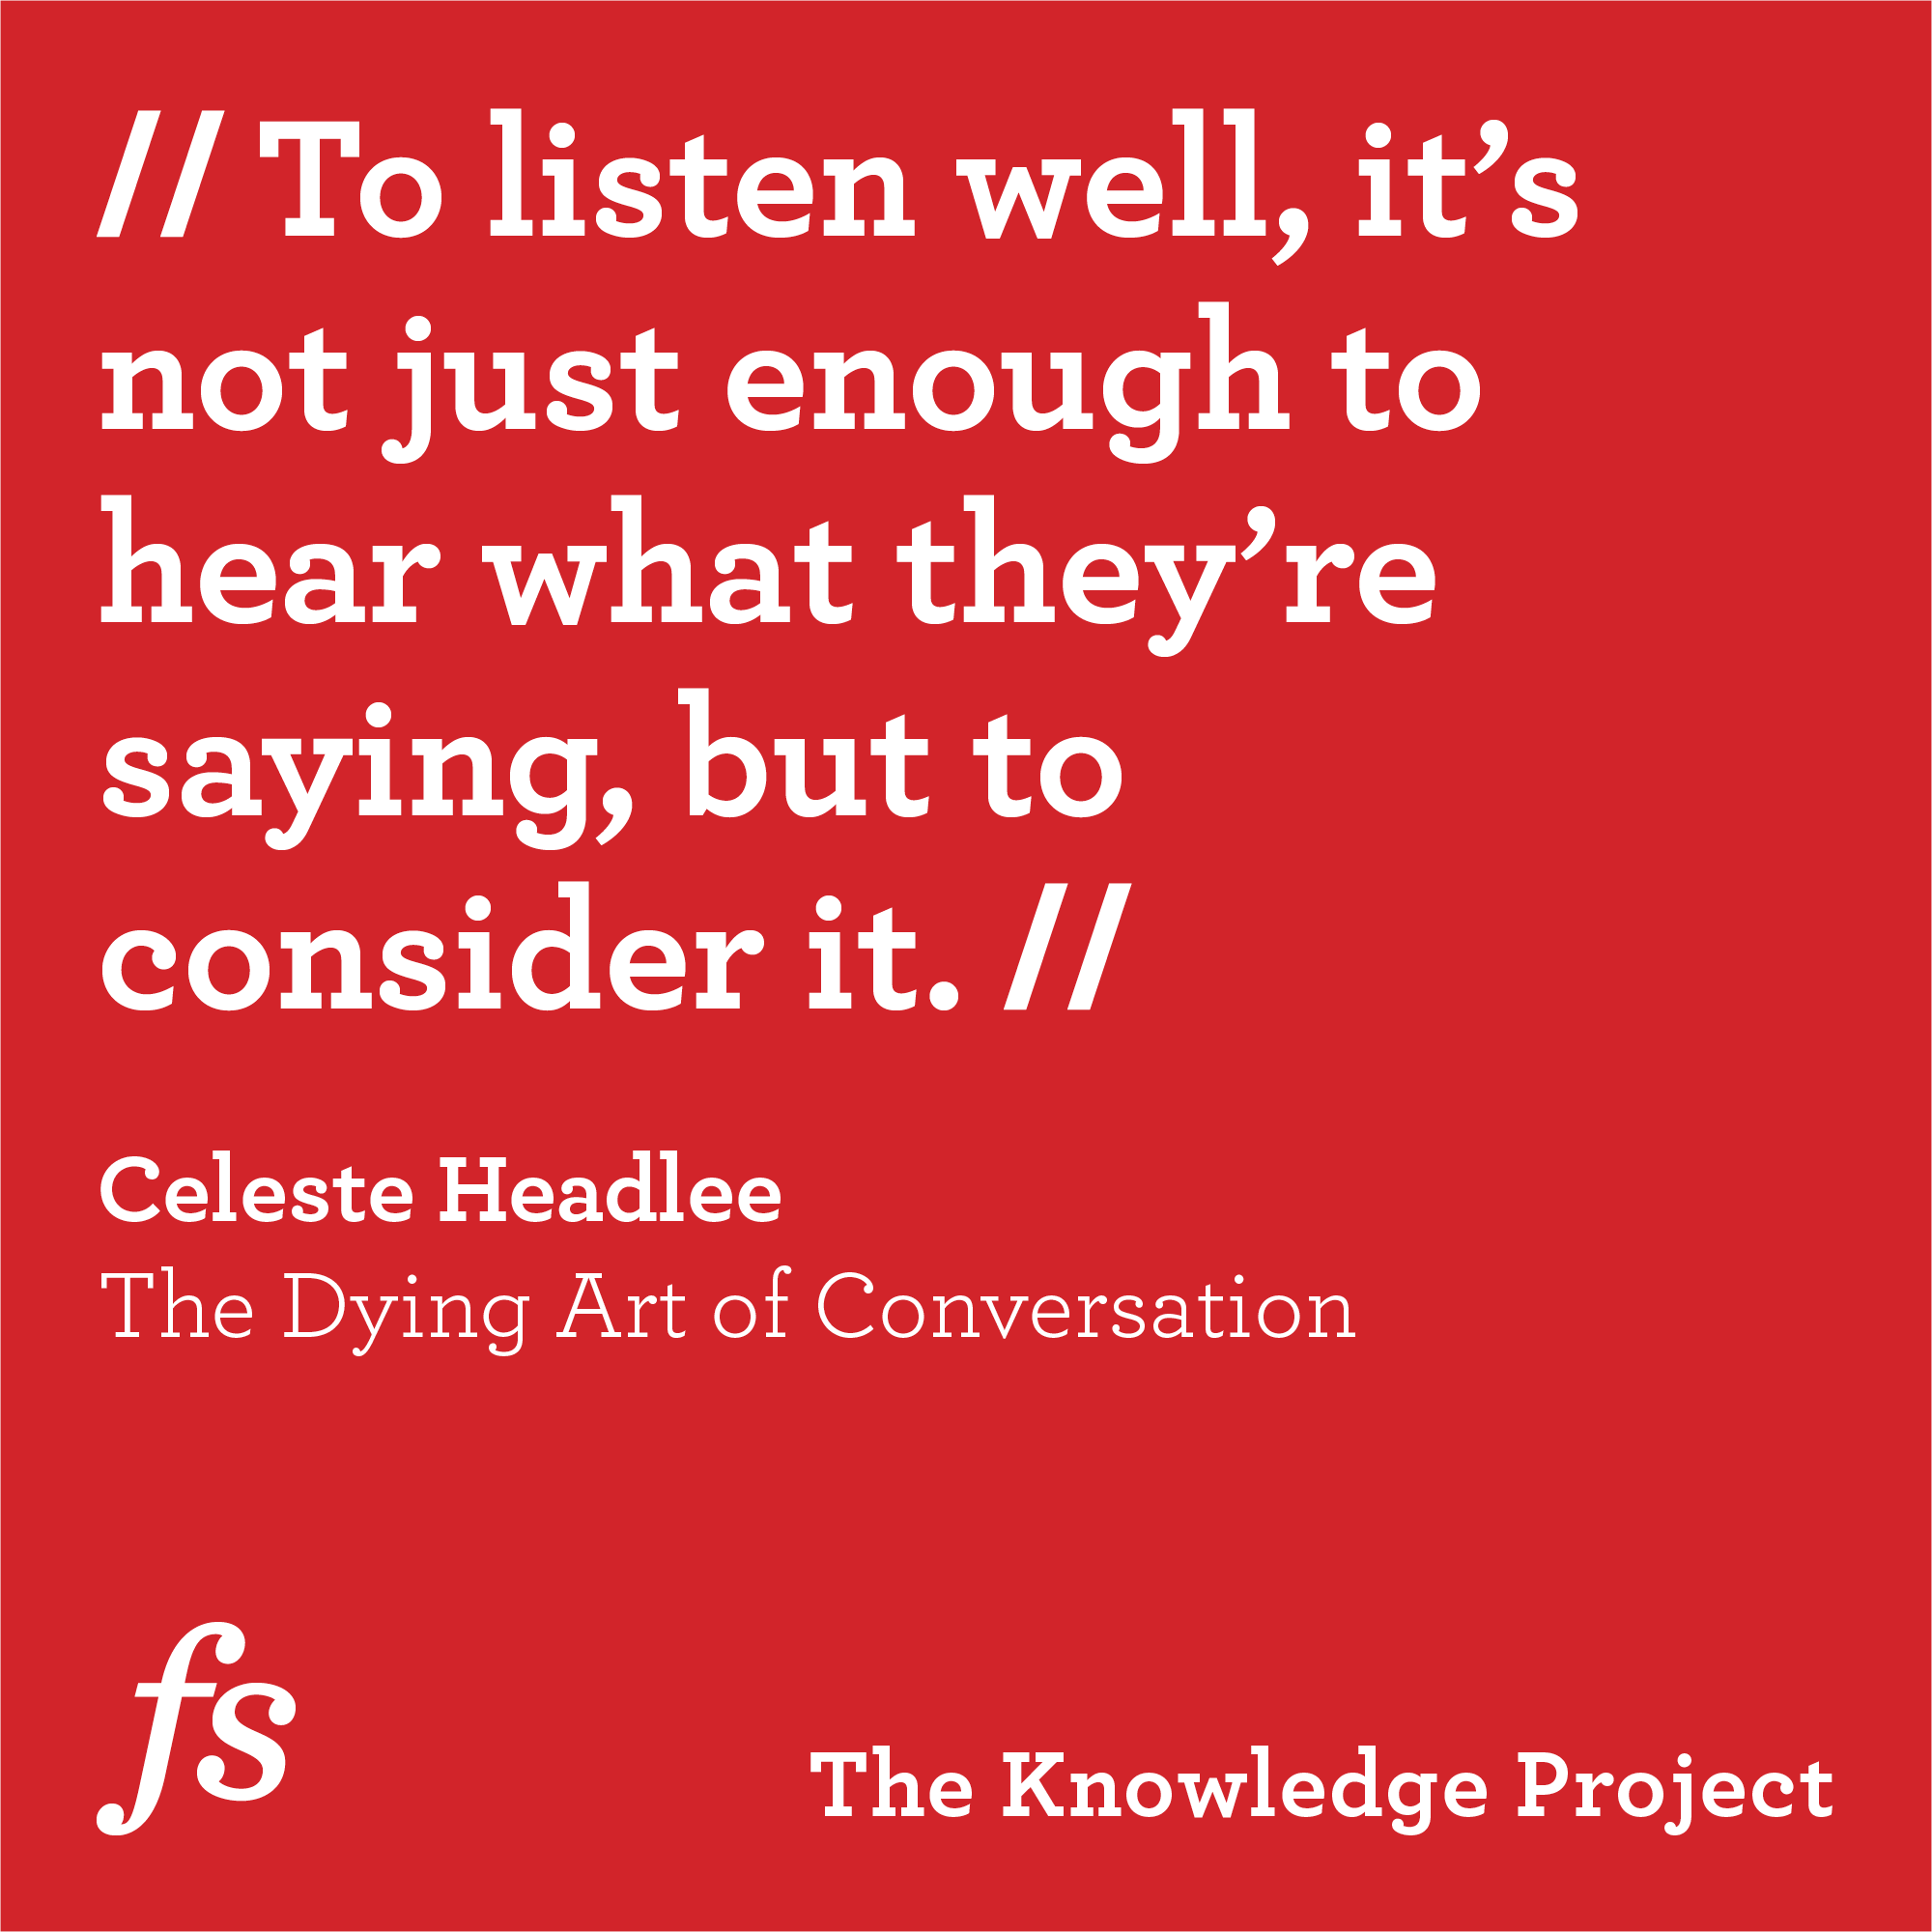 // To listen well, it’s
not just enough to
hear what they’re
saying, but to
consider it. //
Celeste Headlee
The Dying Art of Conversation
fs
The Knowledge Project